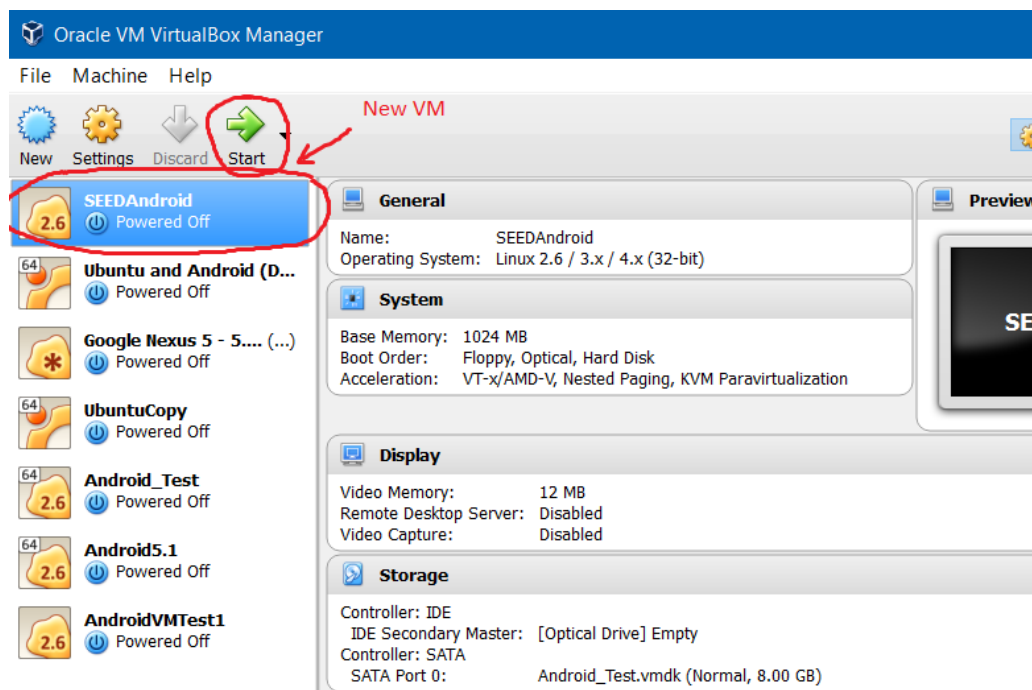 Oracle VM VirtualBox Manager
File Machine Help
New VM
New Settings Discard Start
SEEDAndroid
2.6 Powered Off
64 Ubuntu and Android (D...
Powered Off
Google Nexus 5 - 5.... (...)
Powered Off
64 UbuntuCopy
Powered Off
64 Android_Test
2.6 Powered Off
64 Android5.1
2.6 Powered Off
AndroidVMTest1
2.6 Powered Off
General
Name: SEEDAndroid
Operating System: Linux 2.6 / 3.x / 4.x (32-bit)
System
Base Memory: 1024 MB
Boot Order: Floppy, Optical, Hard Disk
Acceleration: VT-x/AMD-V, Nested Paging, KVM Paravirtualization
Display
Video Memory: 12 MB
Remote Desktop Server: Disabled
Video Capture: Disabled
Storage
Controller: IDE
IDE Secondary Master: [Optical Drive] Empty
Controller: SATA
SATA Port 0: Android_Test.vmdk (Normal, 8.00 GB)
Preview
SE